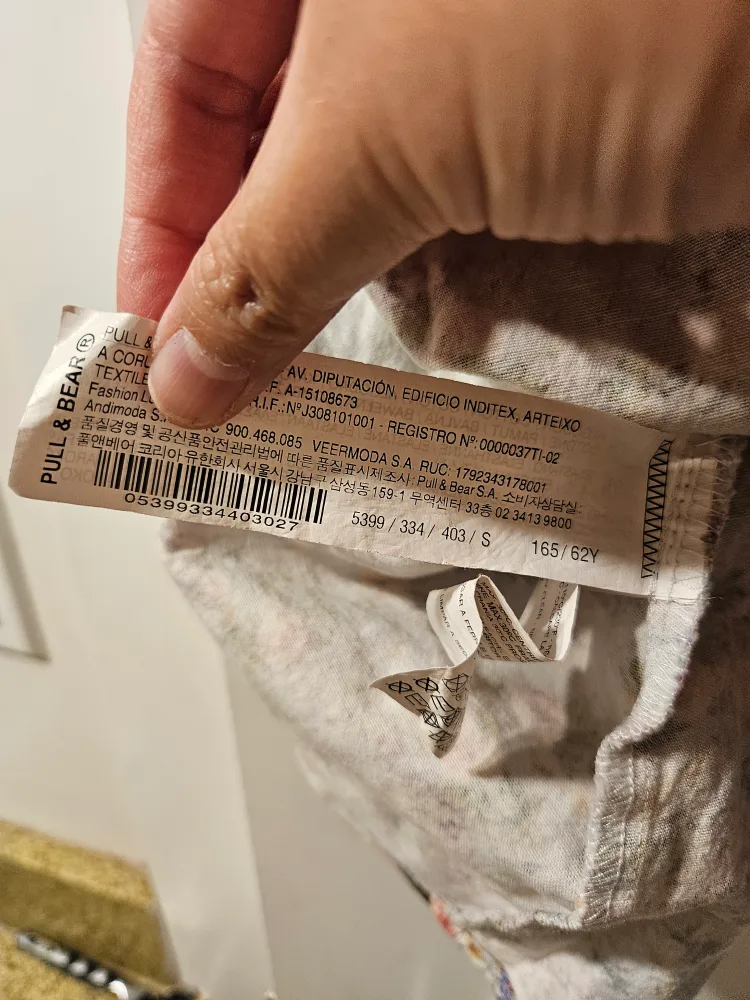 PULL & BEAR®
PULL &
A CORU AV. DIPUTACIÓN, EDIFICIO INDITEX, ARTEIXO
TEXTILE F. A-15108673
Fashion L H.I.F.: Nº J308101001 - REGISTRO Nº: 0000037TI-02
Andimoda S. 900.468.085 VEERMODA S.A RUC: 1792343178001
품질경영 및 공산품안전관리법에 따른 품질표시제조사: Pull & Bear S.A. 소비자상담실:
풀앤베어 코리아 유한회사 서울시 강남구 삼성동 159-1 무역센터 33층 02 3413 9800
05399334403027
5399 / 334 / 403 / S 165 / 62Y